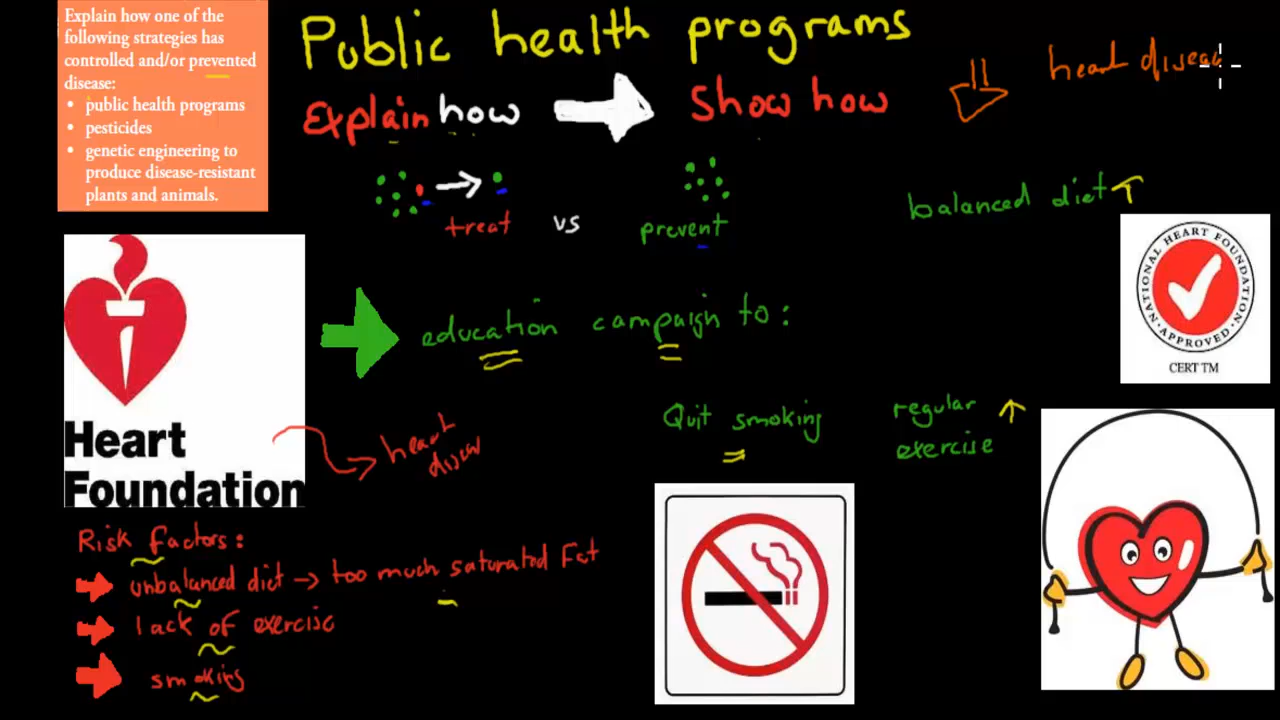 Explain how one of the
following strategies has
controlled and/or prevented
disease:
• public health programs
• pesticides
• genetic engineering to
produce disease-resistant
plants and animals.
Public health programs
Explain how
Show how
heart disease
treat vs prevent
balanced diet
NATIONAL HEART FOUNDATION
· APPROVED ·
CERT TM
education campaign to:
Heart
Foundation
heart
Quit smoking
regular
exercise
Risk factors:
unbalanced diet → too much saturated Fat
lack of exercise
smoking